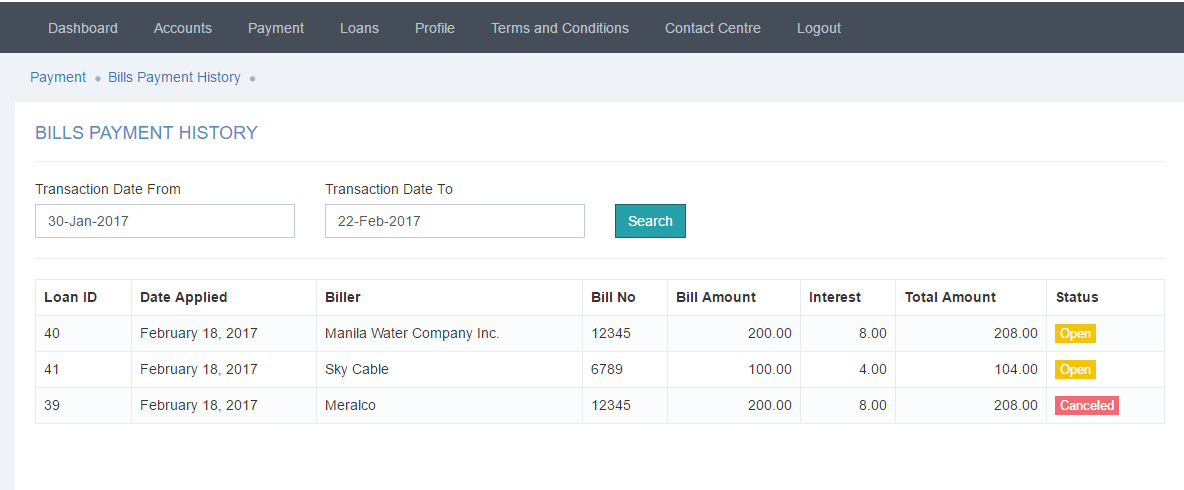 Dashboard Accounts Payment Loans Profile Terms and Conditions Contact Centre Logout
Payment Bills Payment History
BILLS PAYMENT HISTORY
Transaction Date From Transaction Date To
30-Jan-2017 22-Feb-2017 Search
Loan ID Date Applied Biller Bill No Bill Amount Interest Total Amount Status
40 February 18, 2017 Manila Water Company Inc. 12345 200.00 8.00 208.00 Open
41 February 18, 2017 Sky Cable 6789 100.00 4.00 104.00 Open
39 February 18, 2017 Meralco 12345 200.00 8.00 208.00 Canceled